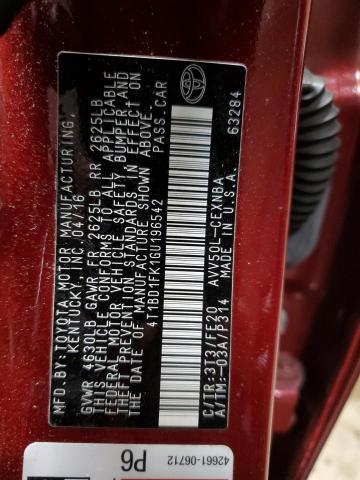 MFD.BY:TOYOTA MOTOR MANUFACTURING,
KENTUCKY, INC. 04/16
GVWR 4630LB GAWR FR 2625LB RR 2625LB
THIS VEHICLE CONFORMS TO ALL APPLICABLE
FEDERAL MOTOR VEHICLE SAFETY, BUMPER, AND
THEFT PREVENTION STANDARDS IN EFFECT ON
THE DATE OF MANUFACTURE SHOWN ABOVE.
4T1BD1FK1GU196542 PASS.CAR
63284
C/TR:3T3/FE20 AVV50L-CEXNBA
A/TM:-03A/P314 MADE IN U.S.A.
42661-06712
P6